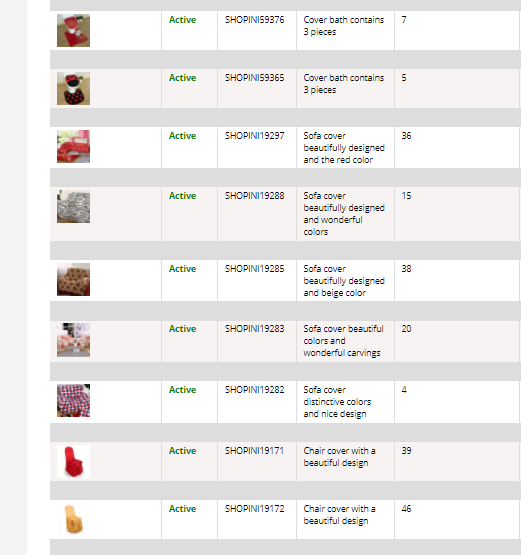 Active SHOPINI59376 Cover bath contains 7
3 pieces
Active SHOPINI59365 Cover bath contains 5
3 pieces
Active SHOPINI19297 Sofa cover 36
beautifully designed
and the red color
Active SHOPINI19288 Sofa cover 15
beautifully designed
and wonderful
colors
Active SHOPINI19285 Sofa cover 38
beautifully designed
and beige color
Active SHOPINI19283 Sofa cover beautiful 20
colors and
wonderful carvings
Active SHOPINI19282 Sofa cover 4
distinctive colors
and nice design
Active SHOPINI19171 Chair cover with a 39
beautiful design
Active SHOPINI19172 Chair cover with a 46
beautiful design